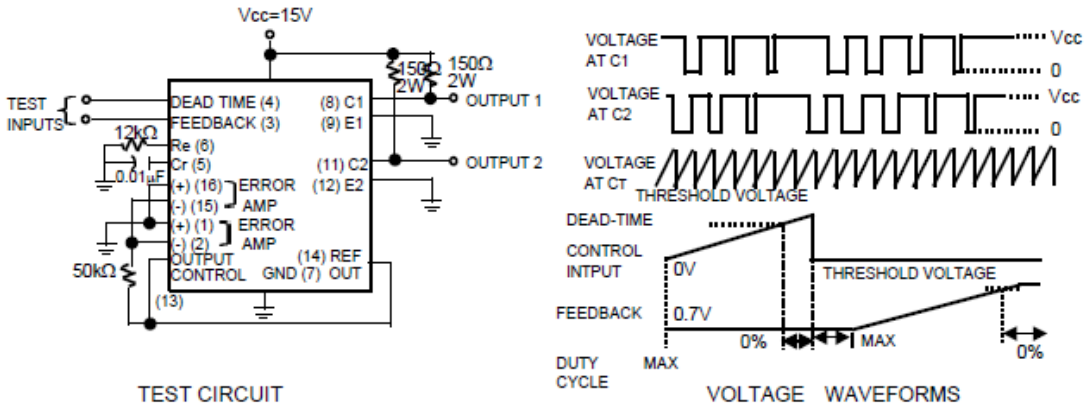 Vcc=15V
150Ω
2W
150Ω
2W
TEST
INPUTS
DEAD TIME (4)
FEEDBACK (3)
12kΩ
Re (6)
Cr (5)
0.01μF
(+) (16)
(-) (15)
ERROR
AMP
(+) (1)
(-) (2)
ERROR
AMP
OUTPUT
CONTROL
50kΩ
(13)
(8) C1
(9) E1
(11) C2
(12) E2
(14) REF
OUT
GND (7)
OUTPUT 1
OUTPUT 2
TEST CIRCUIT
VOLTAGE
AT C1
Vcc
0
VOLTAGE
AT C2
Vcc
0
VOLTAGE
AT CT
THRESHOLD VOLTAGE
DEAD-TIME
CONTROL
INTPUT
0V
THRESHOLD VOLTAGE
FEEDBACK
0.7V
0%
MAX
0%
DUTY
CYCLE
MAX
VOLTAGE WAVEFORMS